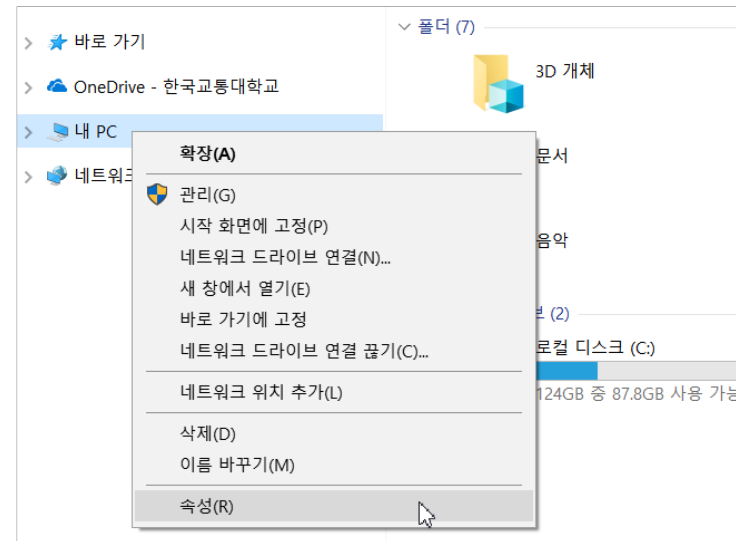 바로 가기
OneDrive - 한국교통대학교
내 PC
네트워크
확장(A)
관리(G)
시작 화면에 고정(P)
네트워크 드라이브 연결(N)...
새 창에서 열기(E)
바로 가기에 고정
네트워크 드라이브 연결 끊기(C)...
네트워크 위치 추가(L)
삭제(D)
이름 바꾸기(M)
속성(R)
폴더 (7)
3D 개체
문서
음악
브 (2)
로컬 디스크 (C:)
124GB 중 87.8GB 사용 가능